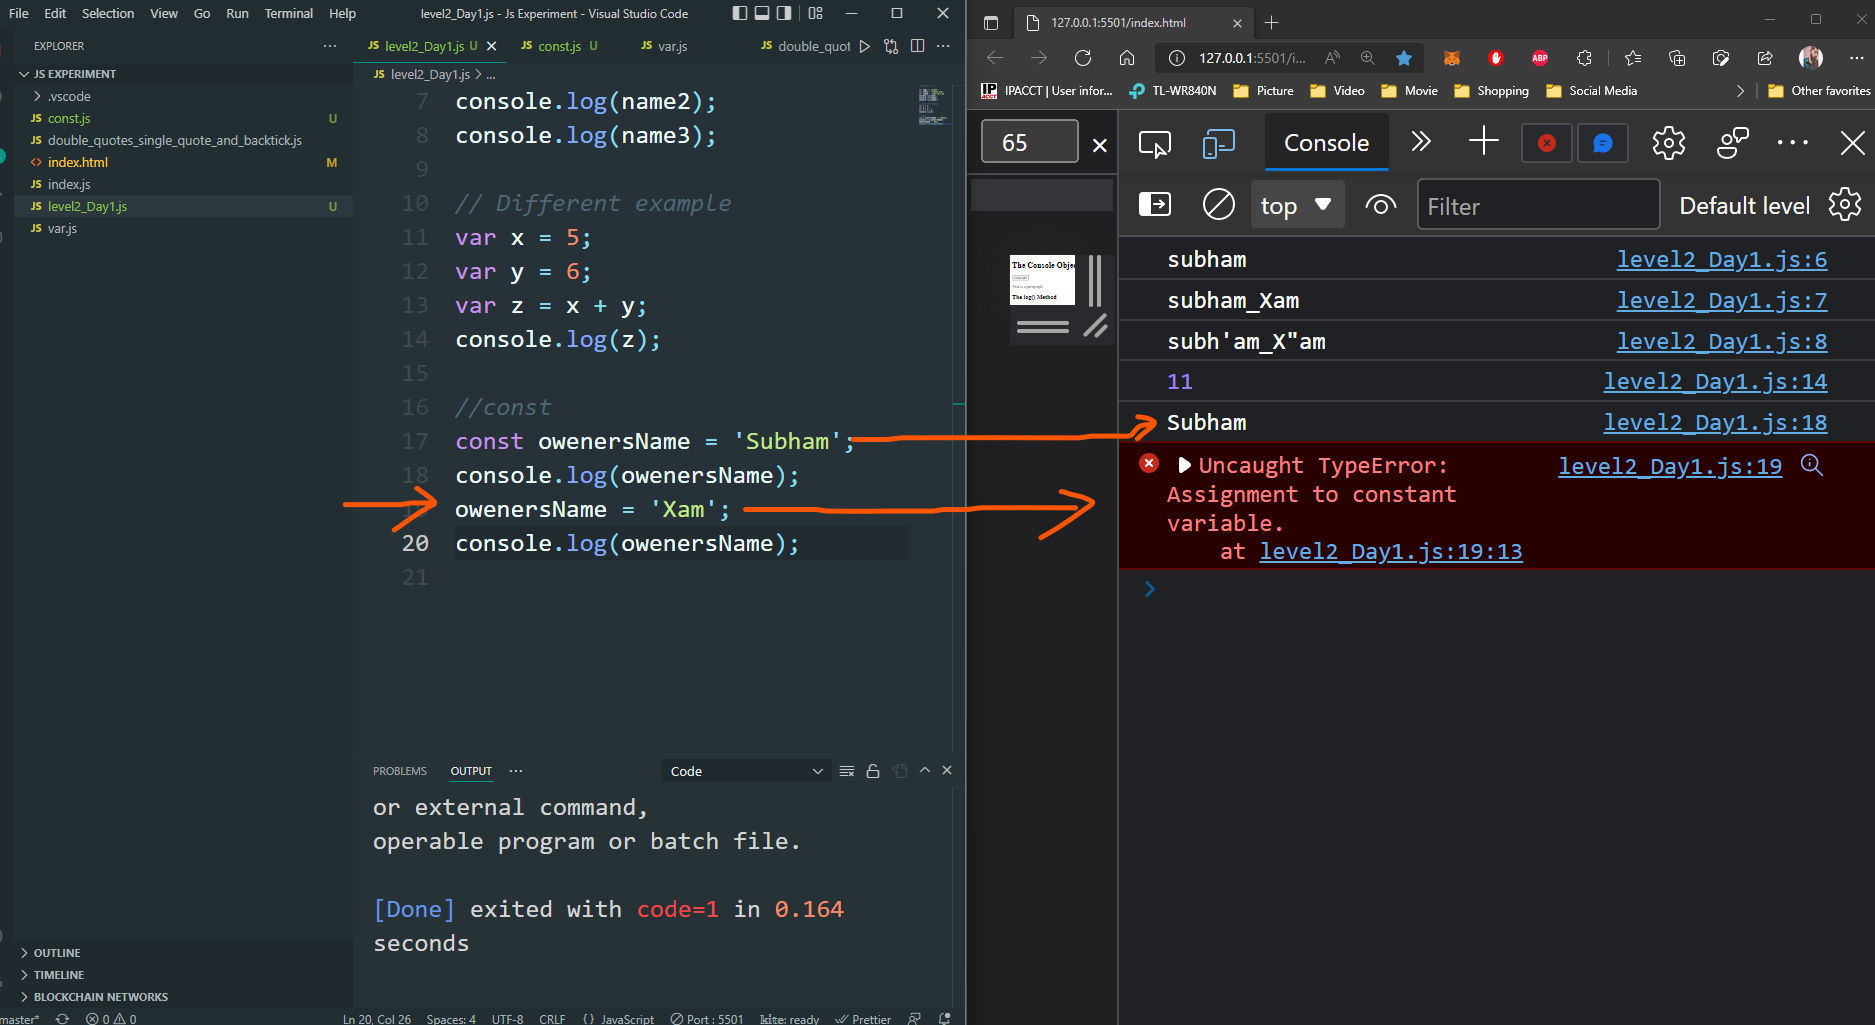 File Edit Selection View Go Run Terminal Help
level2_Day1.js - Js Experiment - Visual Studio Code
EXPLORER
JS EXPERIMENT
.vscode
JS const.js U
double_quotes_single_quote_and_backtick.js
<> index.html M
JS index.js
JS level2_Day1.js U
JS var.js
OUTLINE
TIMELINE
BLOCKCHAIN NETWORKS
JS level2_Day1.js U
JS const.js U
JS var.js
JS double_quot
JS level2_Day1.js > ...
7 console.log(name2);
8 console.log(name3);
9
10 // Different example
11 var x = 5;
12 var y = 6;
13 var z = x + y;
14 console.log(z);
15
16 //const
17 const owenersName = 'Subham';
18 console.log(owenersName);
owenersName = 'Xam';
20 console.log(owenersName);
21
PROBLEMS OUTPUT ... Code
or external command,
operable program or batch file.
[Done] exited with code=1 in 0.164
seconds
master* 0 0 Ln 20, Col 26 Spaces: 4 UTF-8 CRLF {} JavaScript Port : 5501 kite: ready Prettier
127.0.0.1:5501/index.html
127.0.0.1:5501/i...
ABP
IPACCT | User infor... TL-WR840N Picture Video Movie Shopping Social Media Other favorites
65
Console
top Filter Default level
The Console Objec
The log() Method
subham level2_Day1.js:6
subham_Xam level2_Day1.js:7
subh'am_X"am level2_Day1.js:8
11 level2_Day1.js:14
Subham level2_Day1.js:18
Uncaught TypeError: level2_Day1.js:19
Assignment to constant
variable.
at level2_Day1.js:19:13